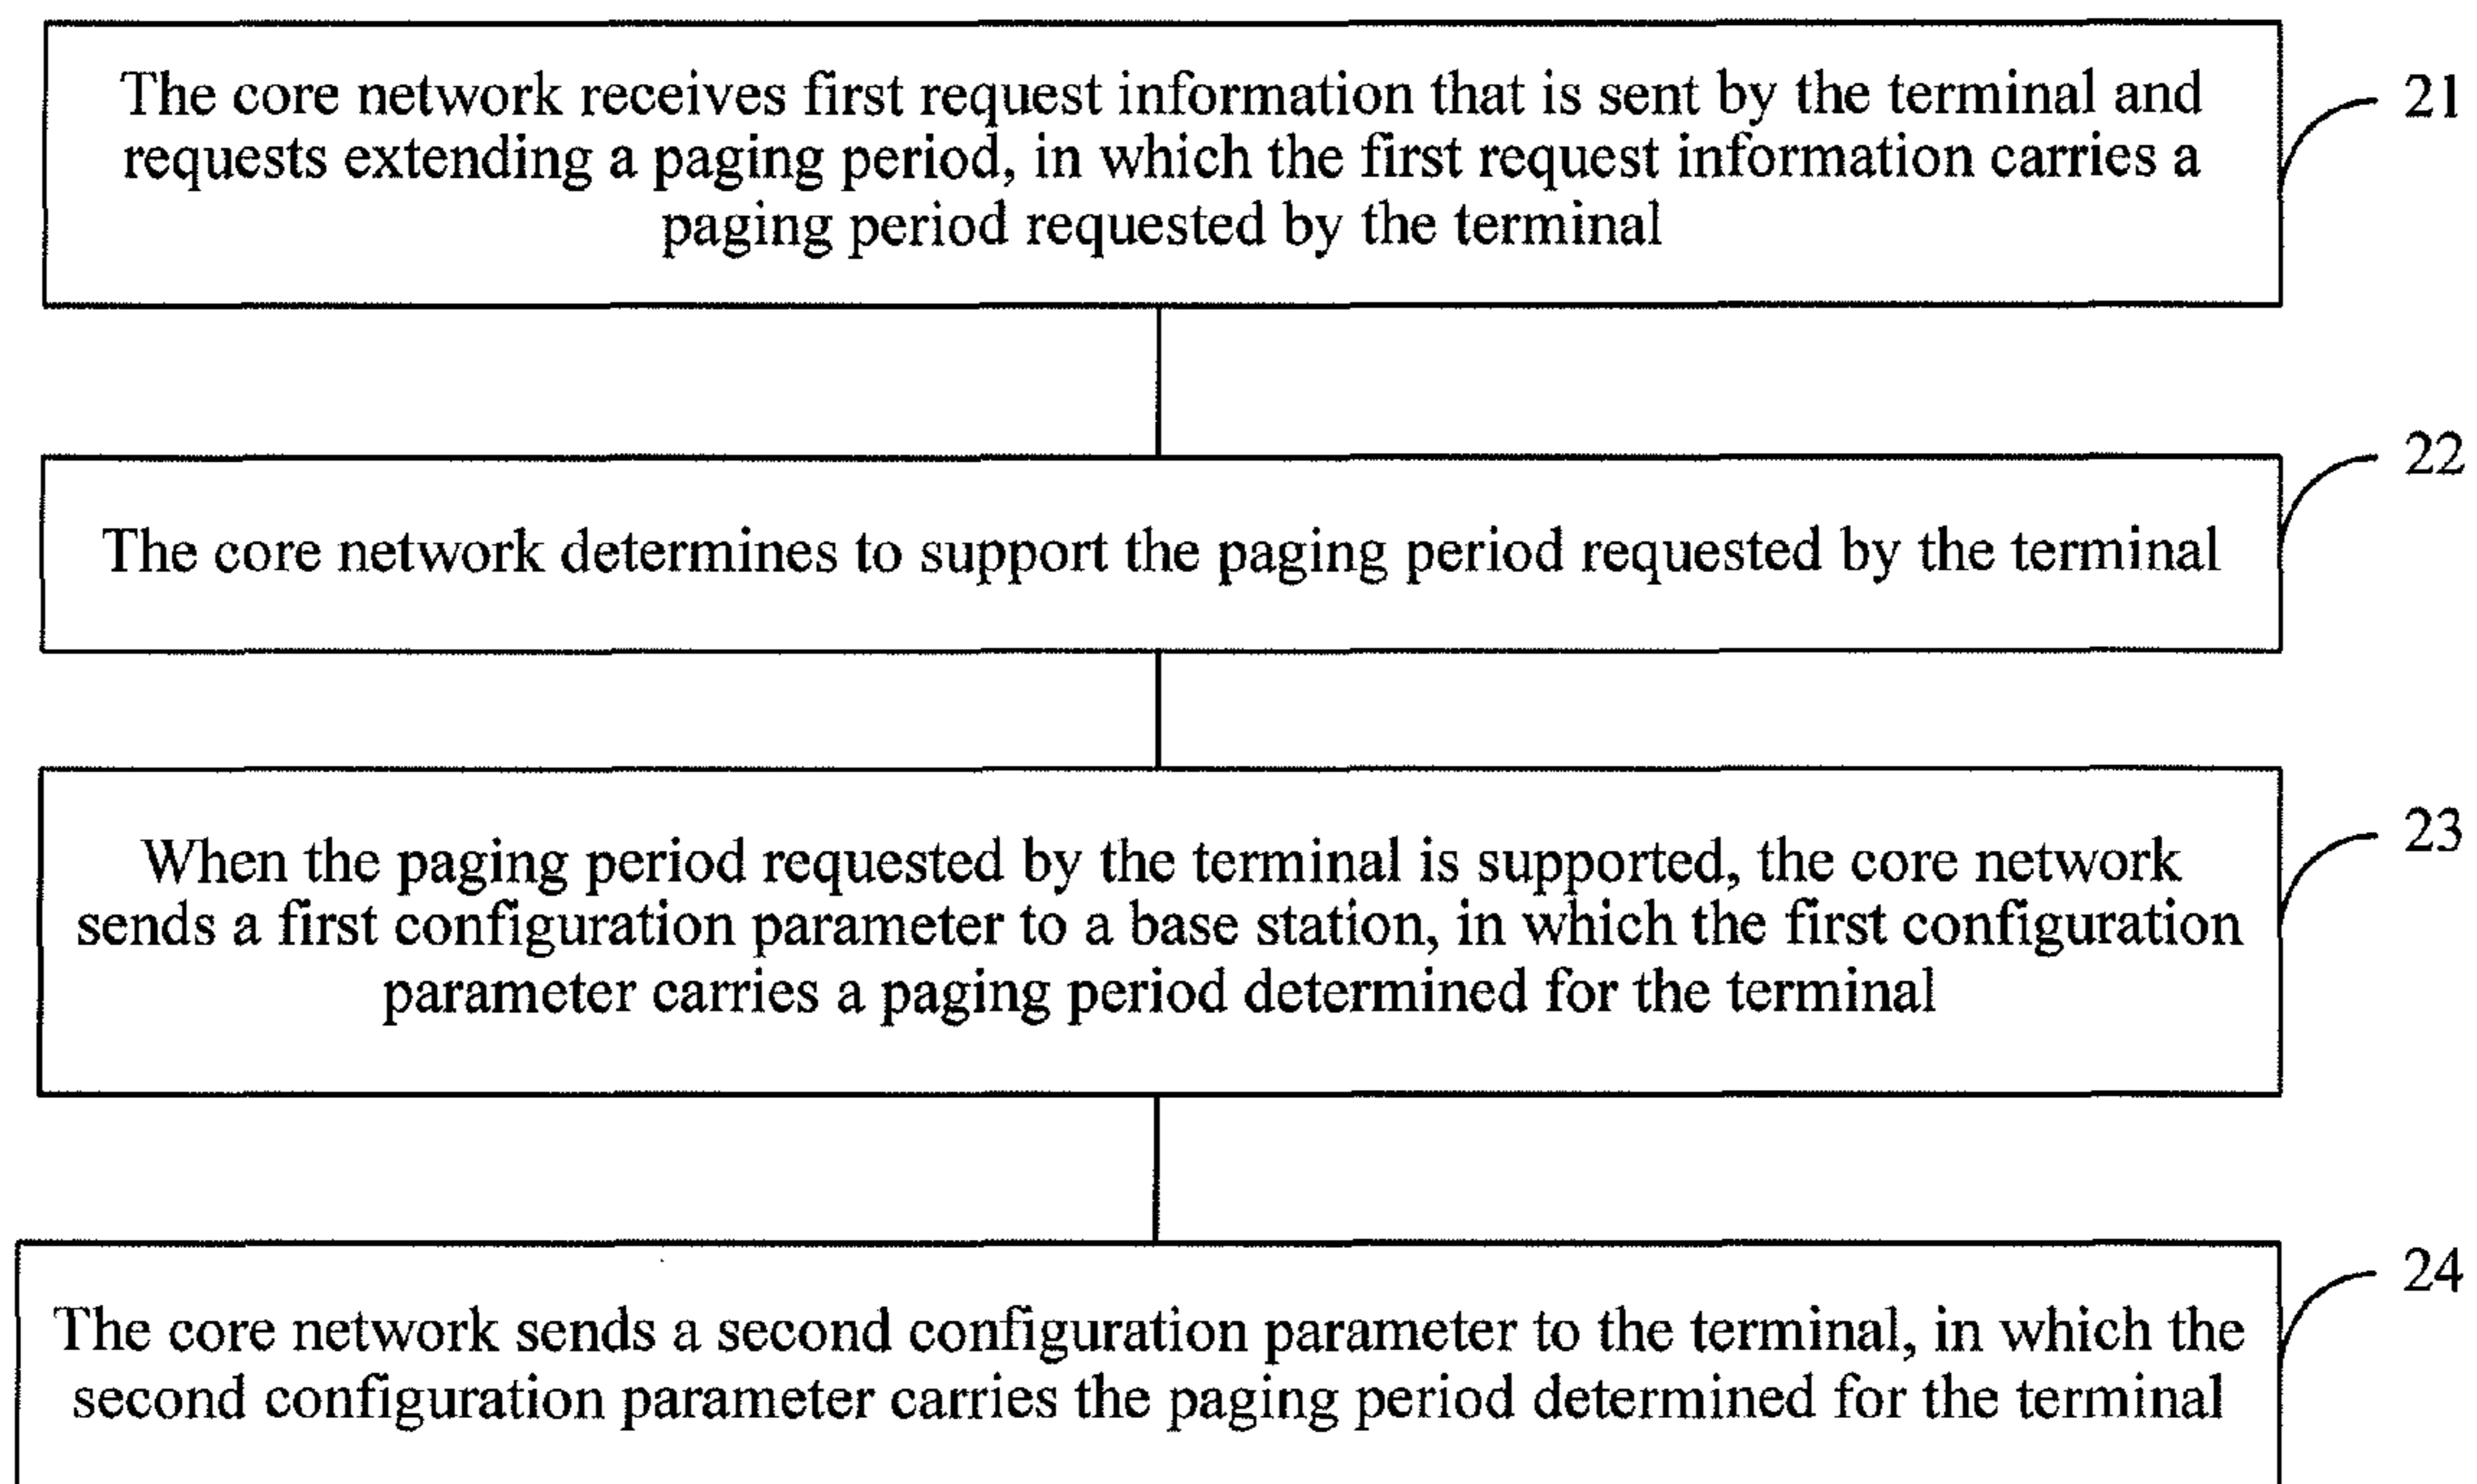 The core network receives first request information that is sent by the terminal and
requests extending a paging period, in which the first request information carries a
paging period requested by the terminal
21
The core network determines to support the paging period requested by the terminal
22
When the paging period requested by the terminal is supported, the core network
sends a first configuration parameter to a base station, in which the first configuration
parameter carries a paging period determined for the terminal
23
The core network sends a second configuration parameter to the terminal, in which the
second configuration parameter carries the paging period determined for the terminal
24